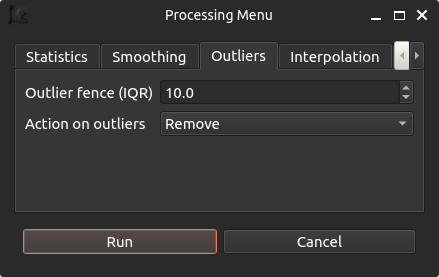 Processing Menu
Statistics Smoothing Outliers Interpolation
Outlier fence (IQR) 10.0
Action on outliers Remove
Run Cancel